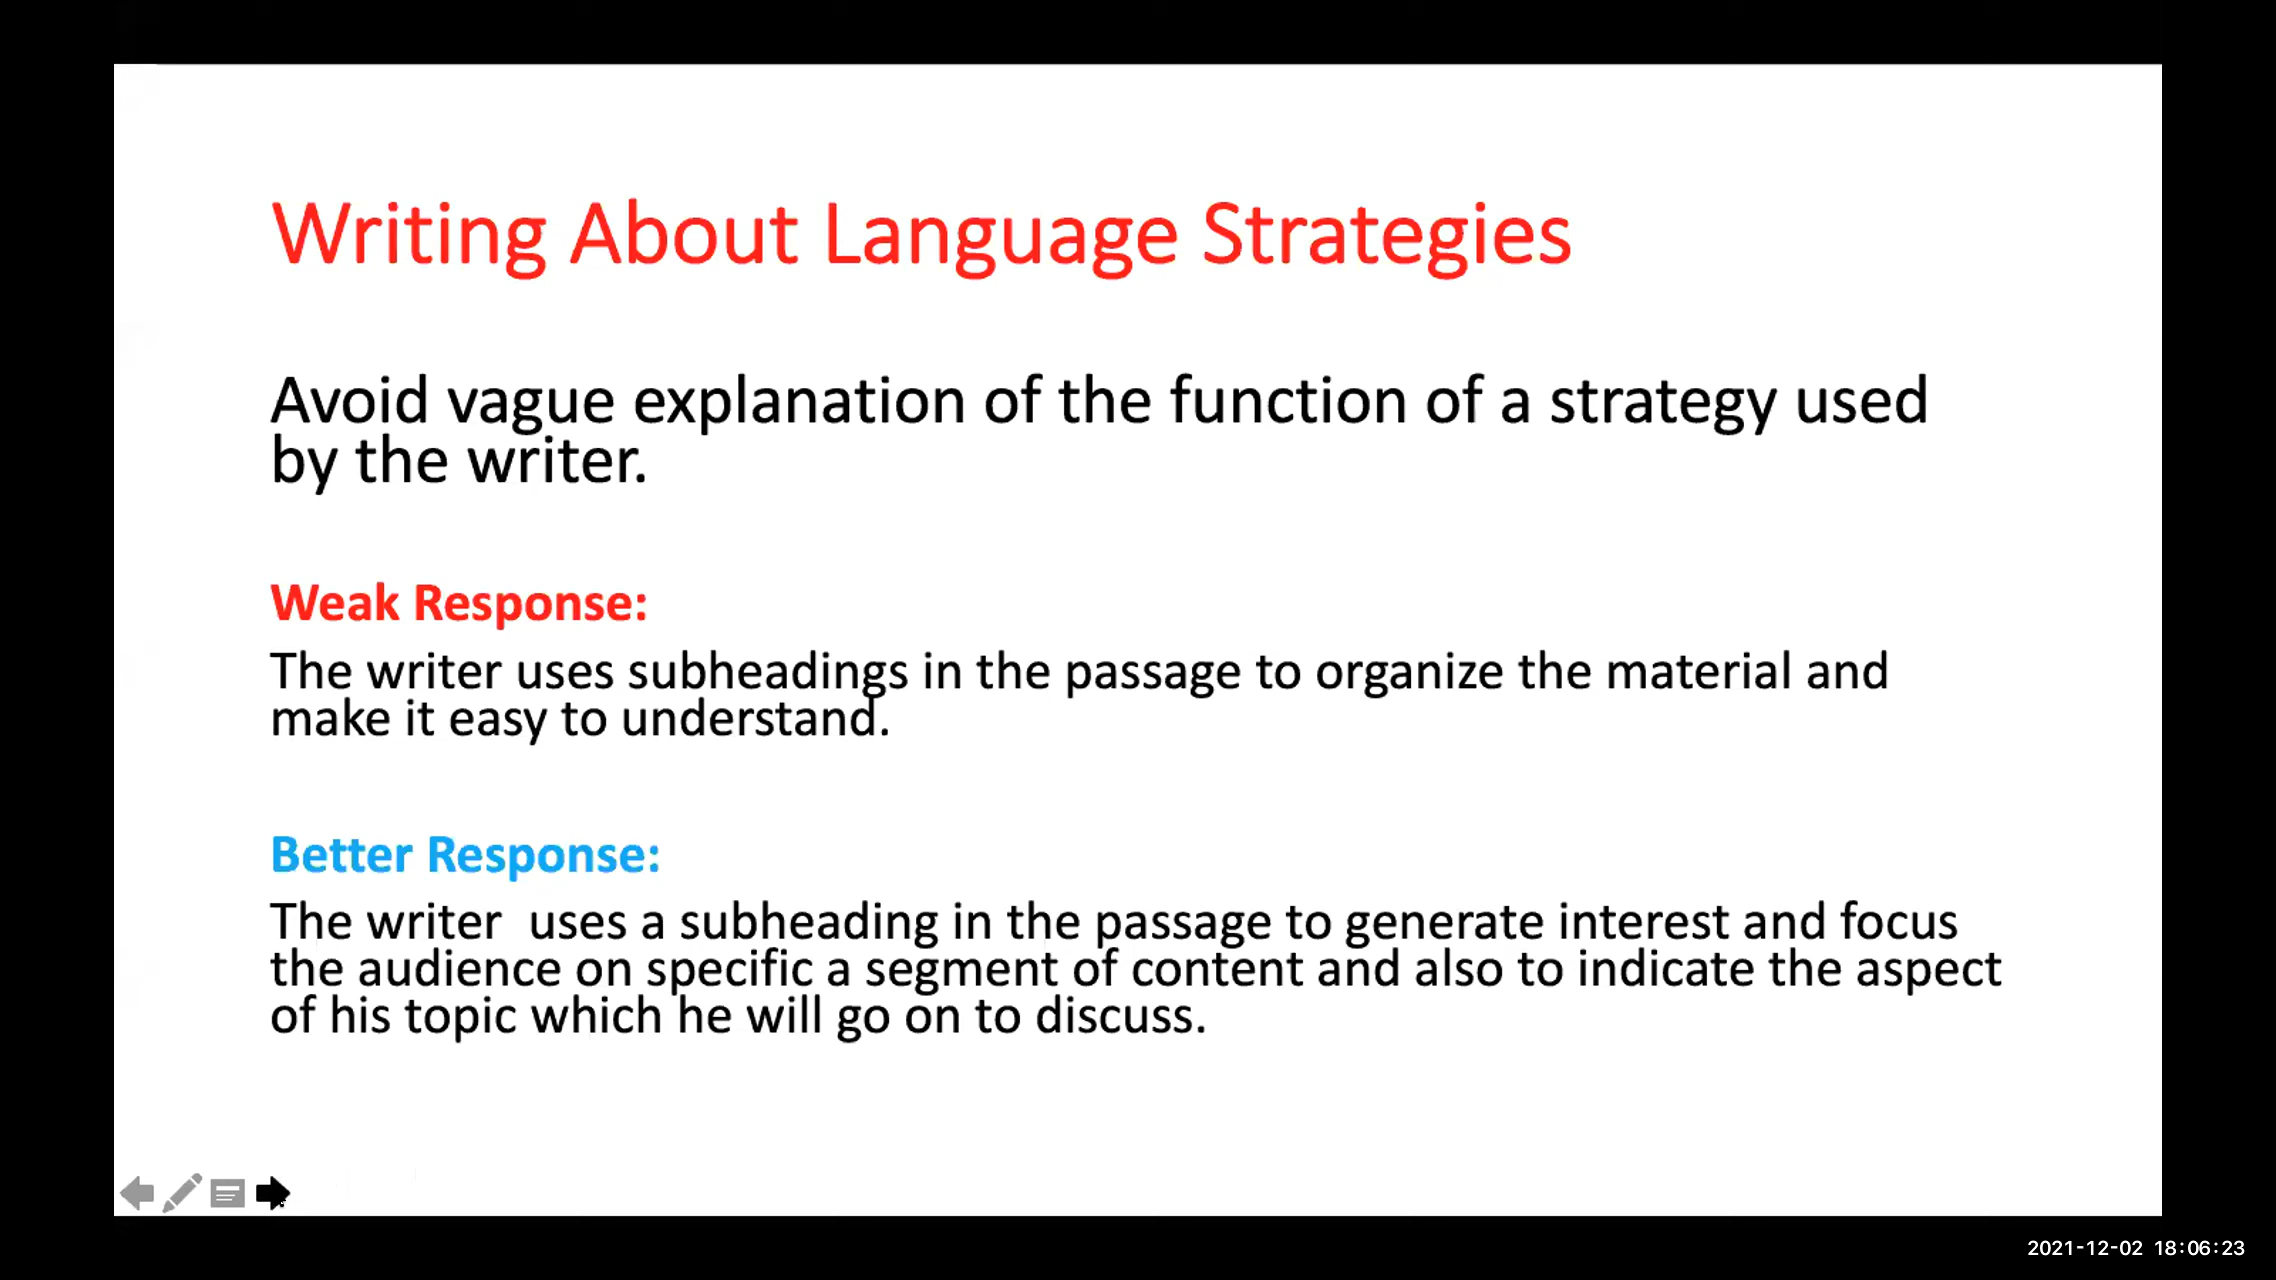 Writing About Language Strategies
Avoid vague explanation of the function of a strategy used
by the writer.
Weak Response:
The writer uses subheadings in the passage to organize the material and
make it easy to understand.
Better Response:
The writer  uses a subheading in the passage to generate interest and focus
the audience on specific a segment of content and also to indicate the aspect
of his topic which he will go on to discuss.
2021-12-02 18:06:23